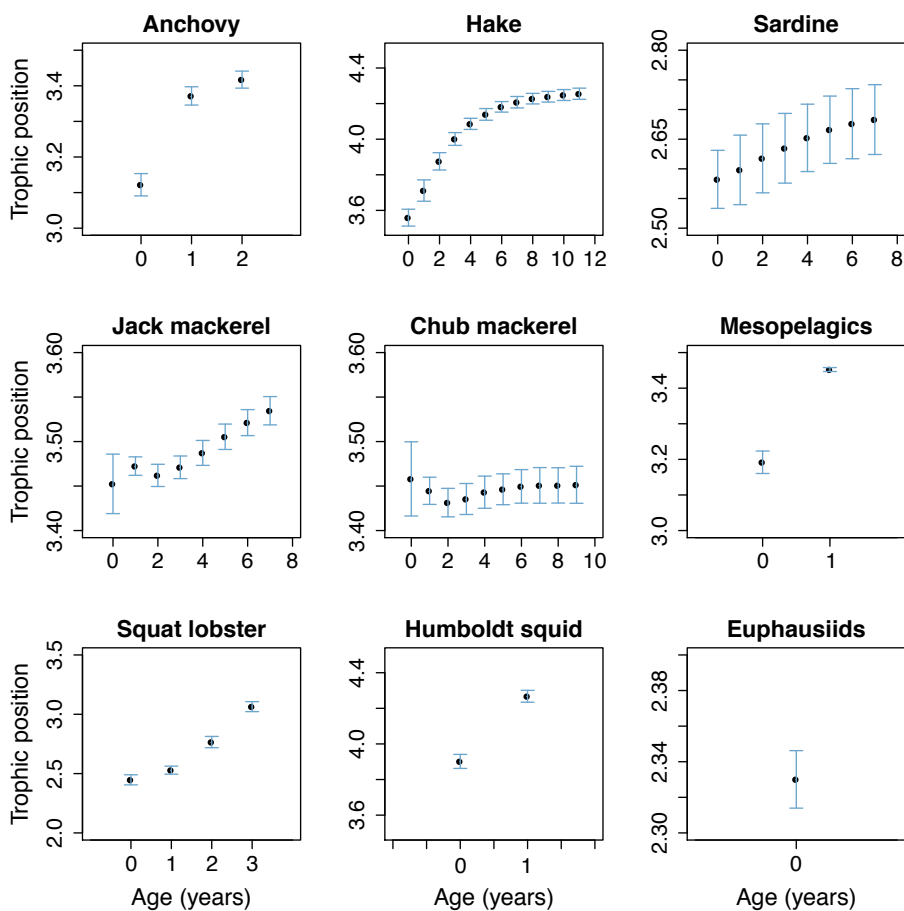 Anchovy Hake Sardine
Trophic position
3.0 3.2 3.4
0 1 2
3.6 4.0 4.4
0 2 4 6 8 10 12
2.50 2.65 2.80
0 2 4 6 8
Jack mackerel Chub mackerel Mesopelagics
Trophic position
3.40 3.50 3.60
0 2 4 6 8
3.40 3.50 3.60
0 2 4 6 8 10
3.0 3.2 3.4
0 1
Squat lobster Humboldt squid Euphausiids
Trophic position
2.0 2.5 3.0 3.5
0 1 2 3
3.6 4.0 4.4
0 1
2.30 2.34 2.38
0
Age (years) Age (years) Age (years)